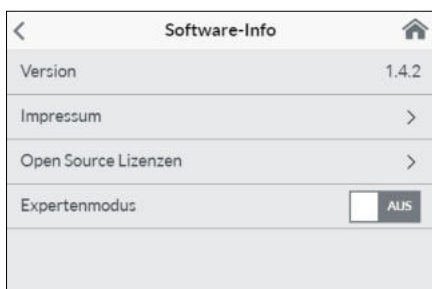 Software-Info
Version 1.4.2
Impressum
Open Source Lizenzen
Expertenmodus AUS